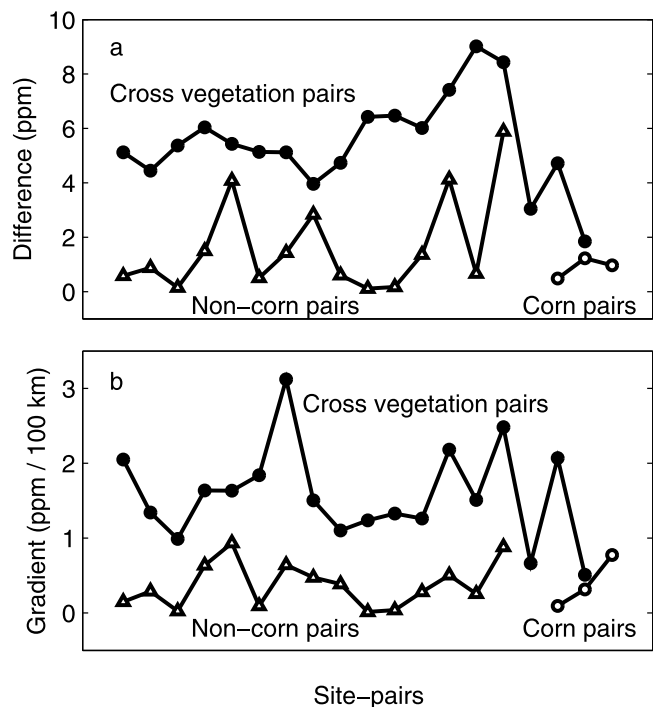 10
a
Cross vegetation pairs
8
6
4
2
0
Difference (ppm)
Non−corn pairs
Corn pairs
b
3
Cross vegetation pairs
2
1
0
Gradient (ppm / 100 km)
Non−corn pairs
Corn pairs
Site−pairs